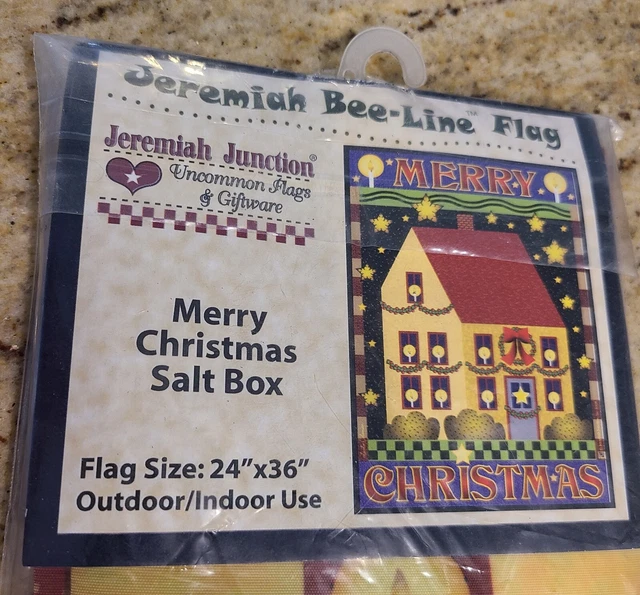 Jeremiah Bee-Line™ Flag
Jeremiah Junction®
Uncommon Flags
& Giftware
Merry
Christmas
Salt Box
Flag Size: 24”x36”
Outdoor/Indoor Use
MERRY
CHRISTMAS